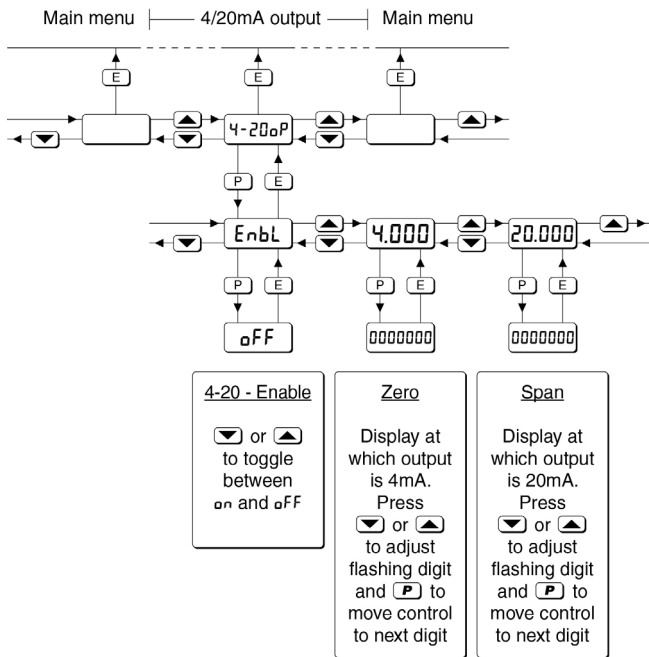 Main menu 4/20mA output Main menu
E E E
4-20oP
P E
EnbL 4.000 20.000
P E P E P E
oFF 0000000 0000000
4-20 - Enable
or
to toggle
between
on and oFF
Zero
Display at
which output
is 4mA.
Press
or
to adjust
flashing digit
and P to
move control
to next digit
Span
Display at
which output
is 20mA.
Press
or
to adjust
flashing digit
and P to
move control
to next digit